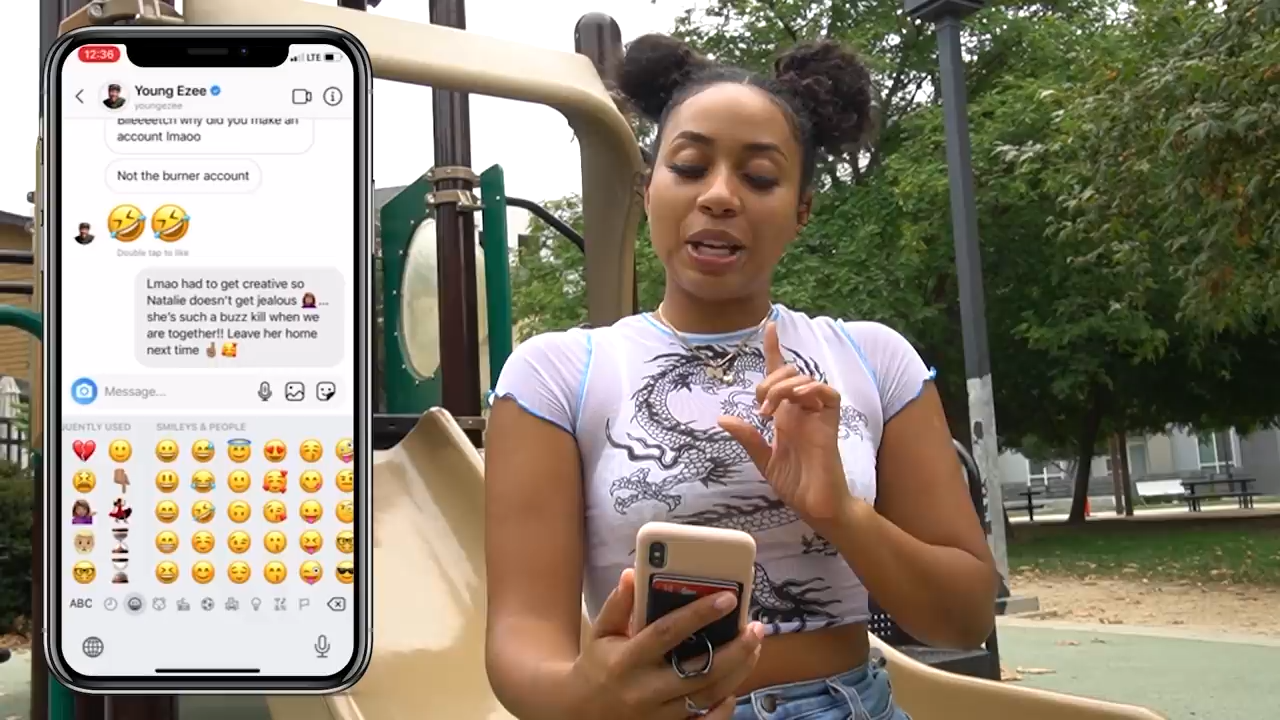 12:36
LTE
Young Ezee
youngezee
Bileeeetch why did you make an
account lmaoo
Not the burner account
Double tap to like
Lmao had to get creative so
Natalie doesn't get jealous 🙍🏾‍♀️...
she's such a buzz kill when we
are together!! Leave her home
next time ☝🏽🥰
Message...
UENTLY USED
SMILEYS & PEOPLE
ABC